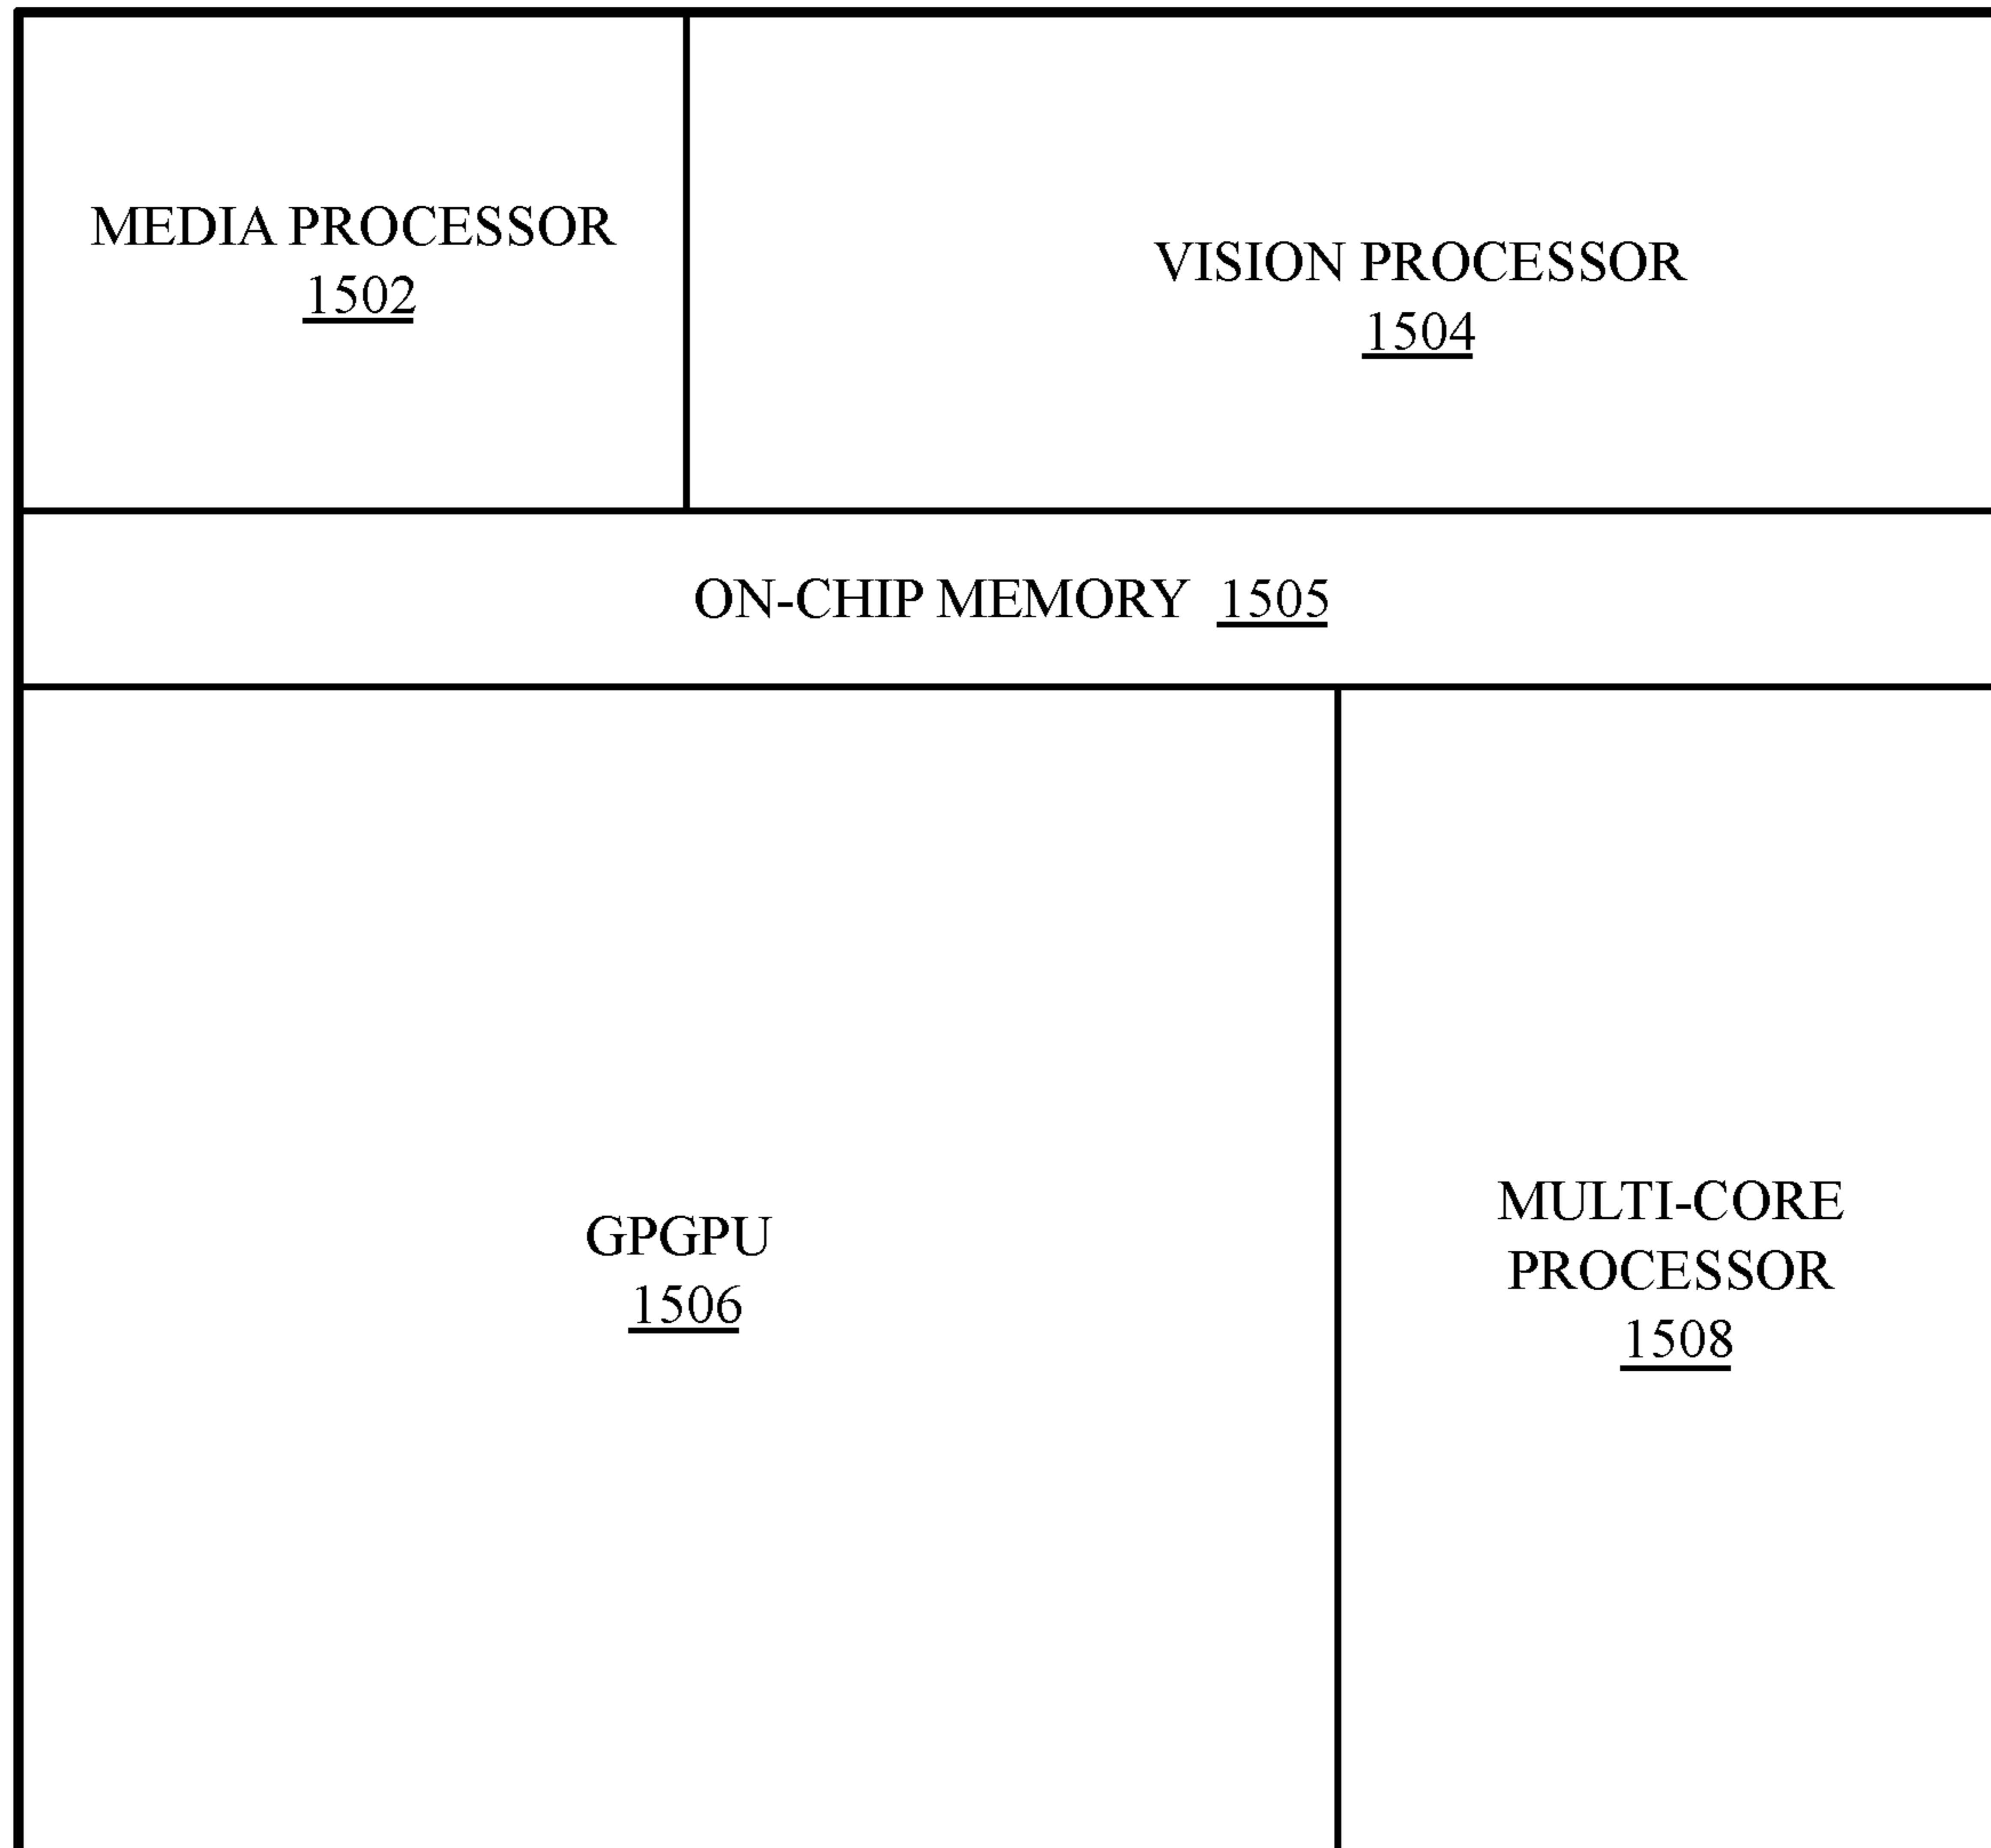 MEDIA PROCESSOR
1502
VISION PROCESSOR
1504
ON-CHIP MEMORY 1505
GPGPU
1506
MULTI-CORE
PROCESSOR
1508